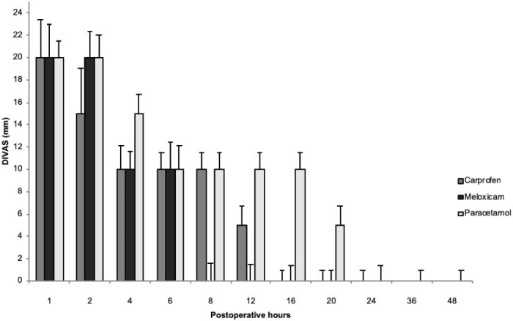 DIVAS (mm)
24
22
20
18
16
14
12
10
8
6
4
2
0
1 2 4 6 8 12 16 20 24 36 48
Postoperative hours
Carprofen
Meloxicam
Paracetamol